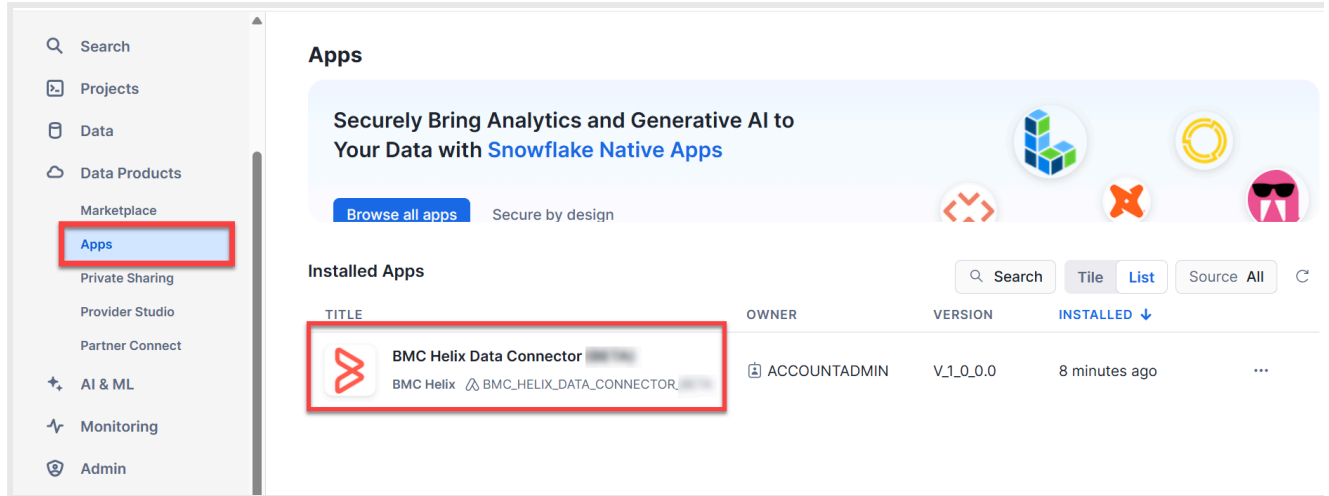 Search
Projects
Data
Data Products
Marketplace
Apps
Private Sharing
Provider Studio
Partner Connect
AI & ML
Monitoring
Admin
Apps
Securely Bring Analytics and Generative AI to
Your Data with Snowflake Native Apps
Browse all apps Secure by design
Installed Apps
Search Tile List Source All
TITLE OWNER VERSION INSTALLED
BMC Helix Data Connector
BMC Helix BMC_HELIX_DATA_CONNECTOR_
ACCOUNTADMIN V_1_0_0.0 8 minutes ago ...